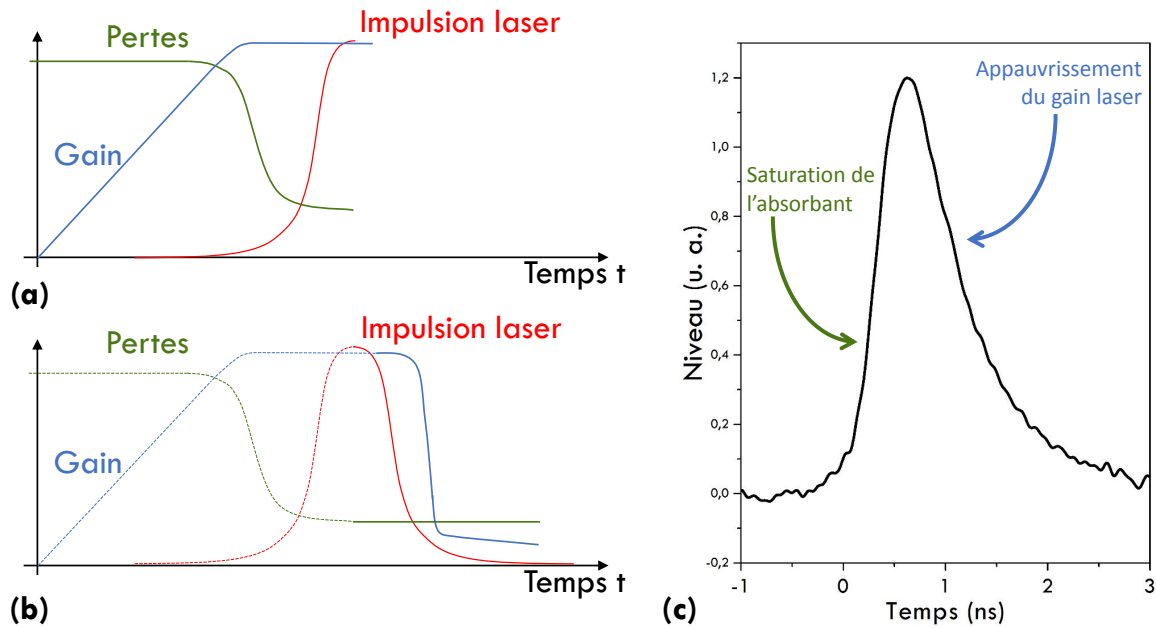 Impulsion laser
Pertes
Gain
Temps t
(a)
Impulsion laser
Pertes
Gain
Temps t
(b)
Appauvrissement
du gain laser
Saturation de
l'absorbant
Niveau (u. a.)
1,2
1,0
0,8
0,6
0,4
0,2
0,0
-0,2
-1 0 1 2 3
Temps (ns)
(c)